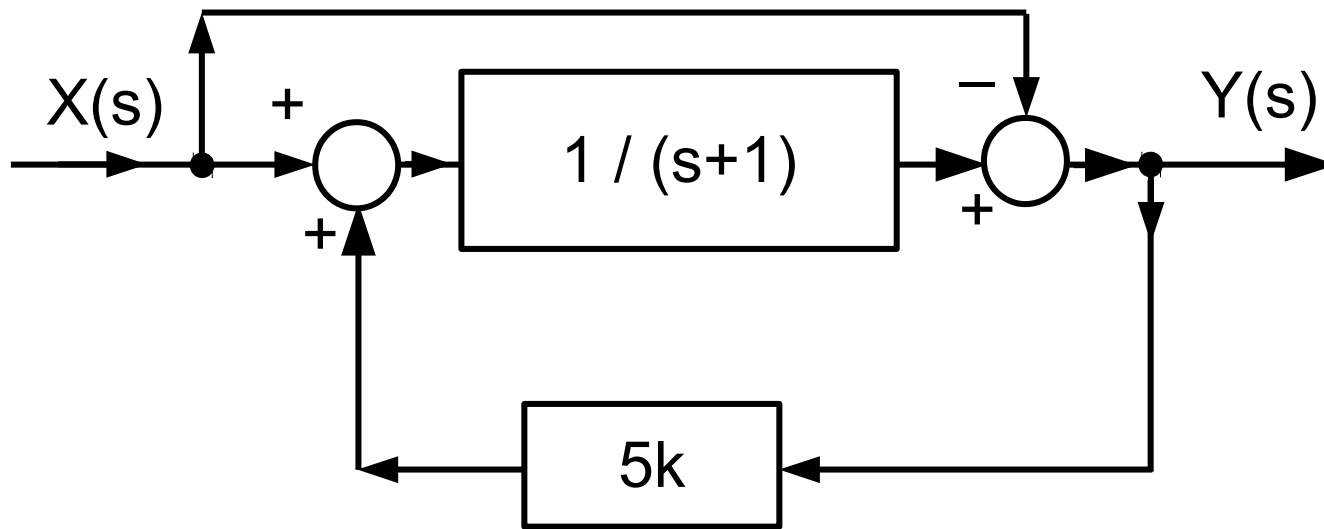 X(s)
+
+
1 / (s+1)
−
+
Y(s)
5k